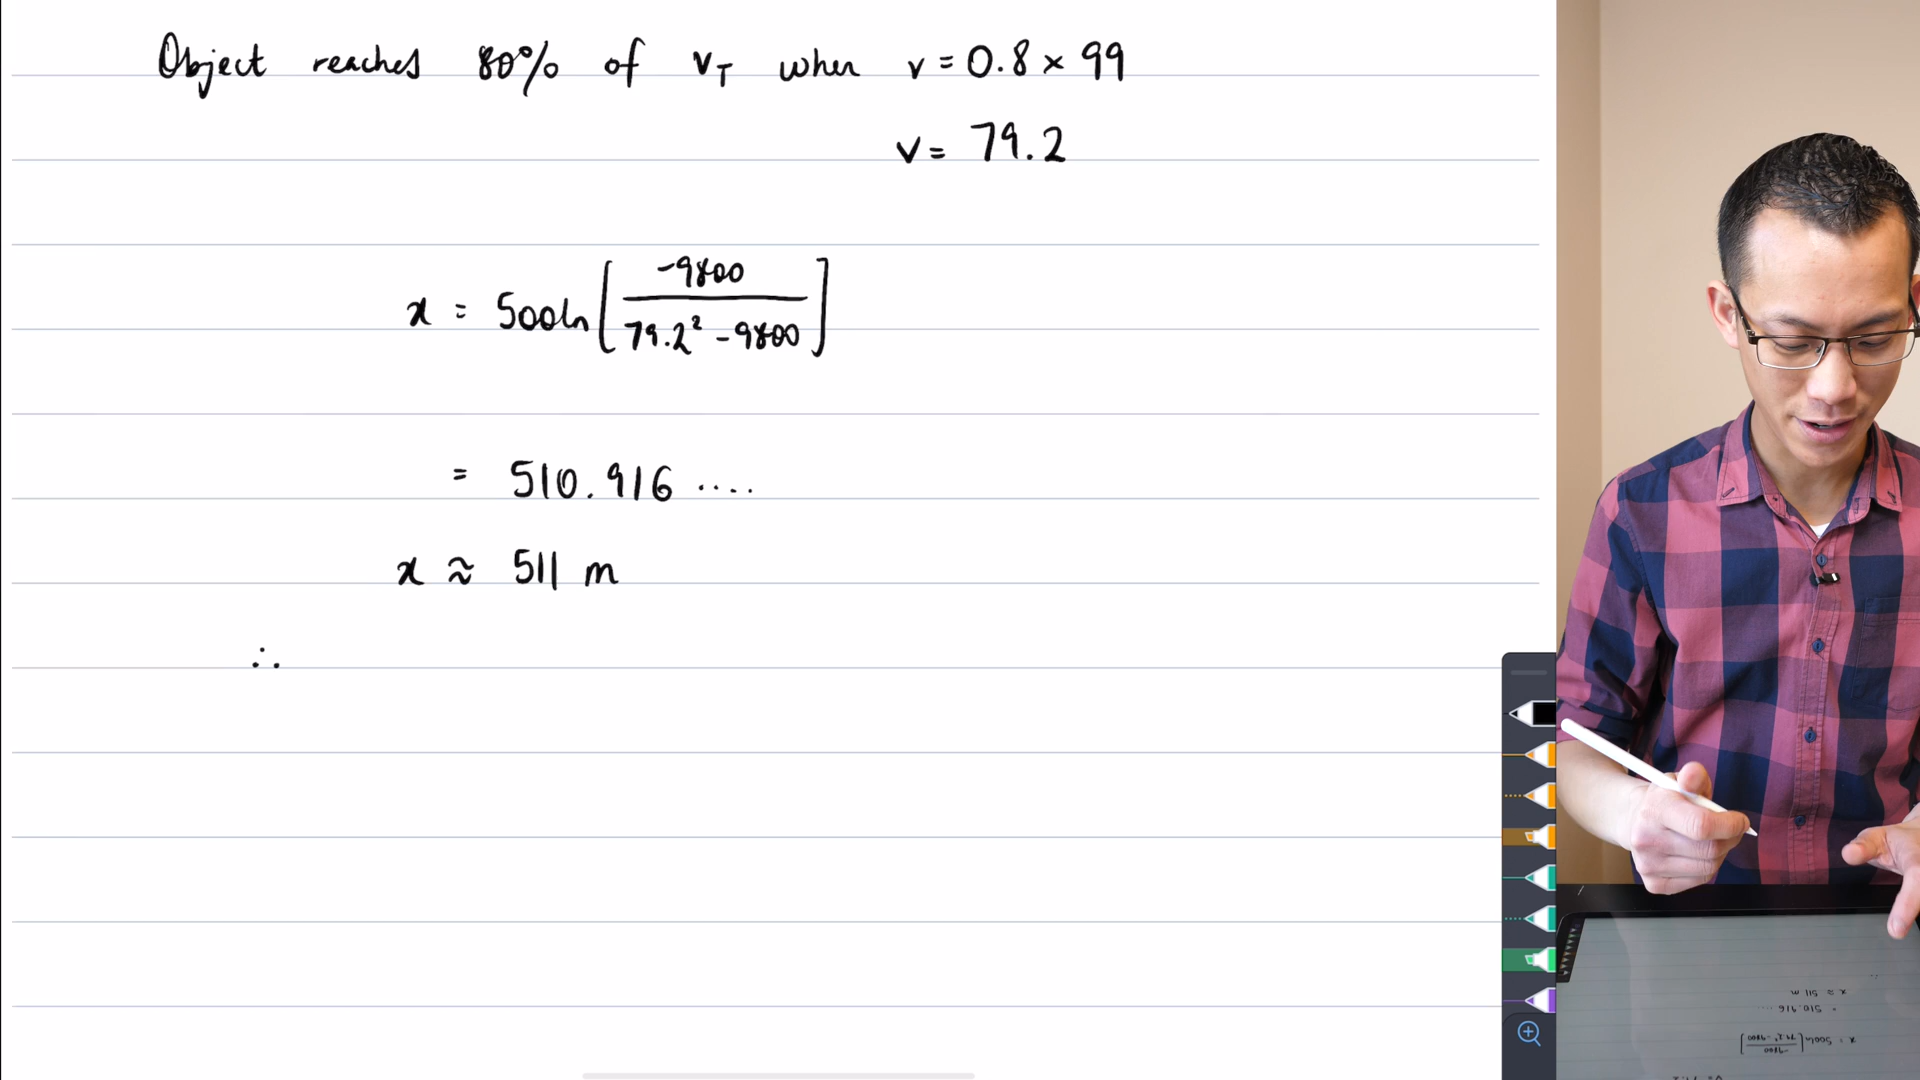 Object reaches 80% of v_T when v = 0.8 × 99
v = 79.2
x = 500ln[-9800 / (79.2² - 9800)]
= 510.916 ....
x ≈ 511 m
∴